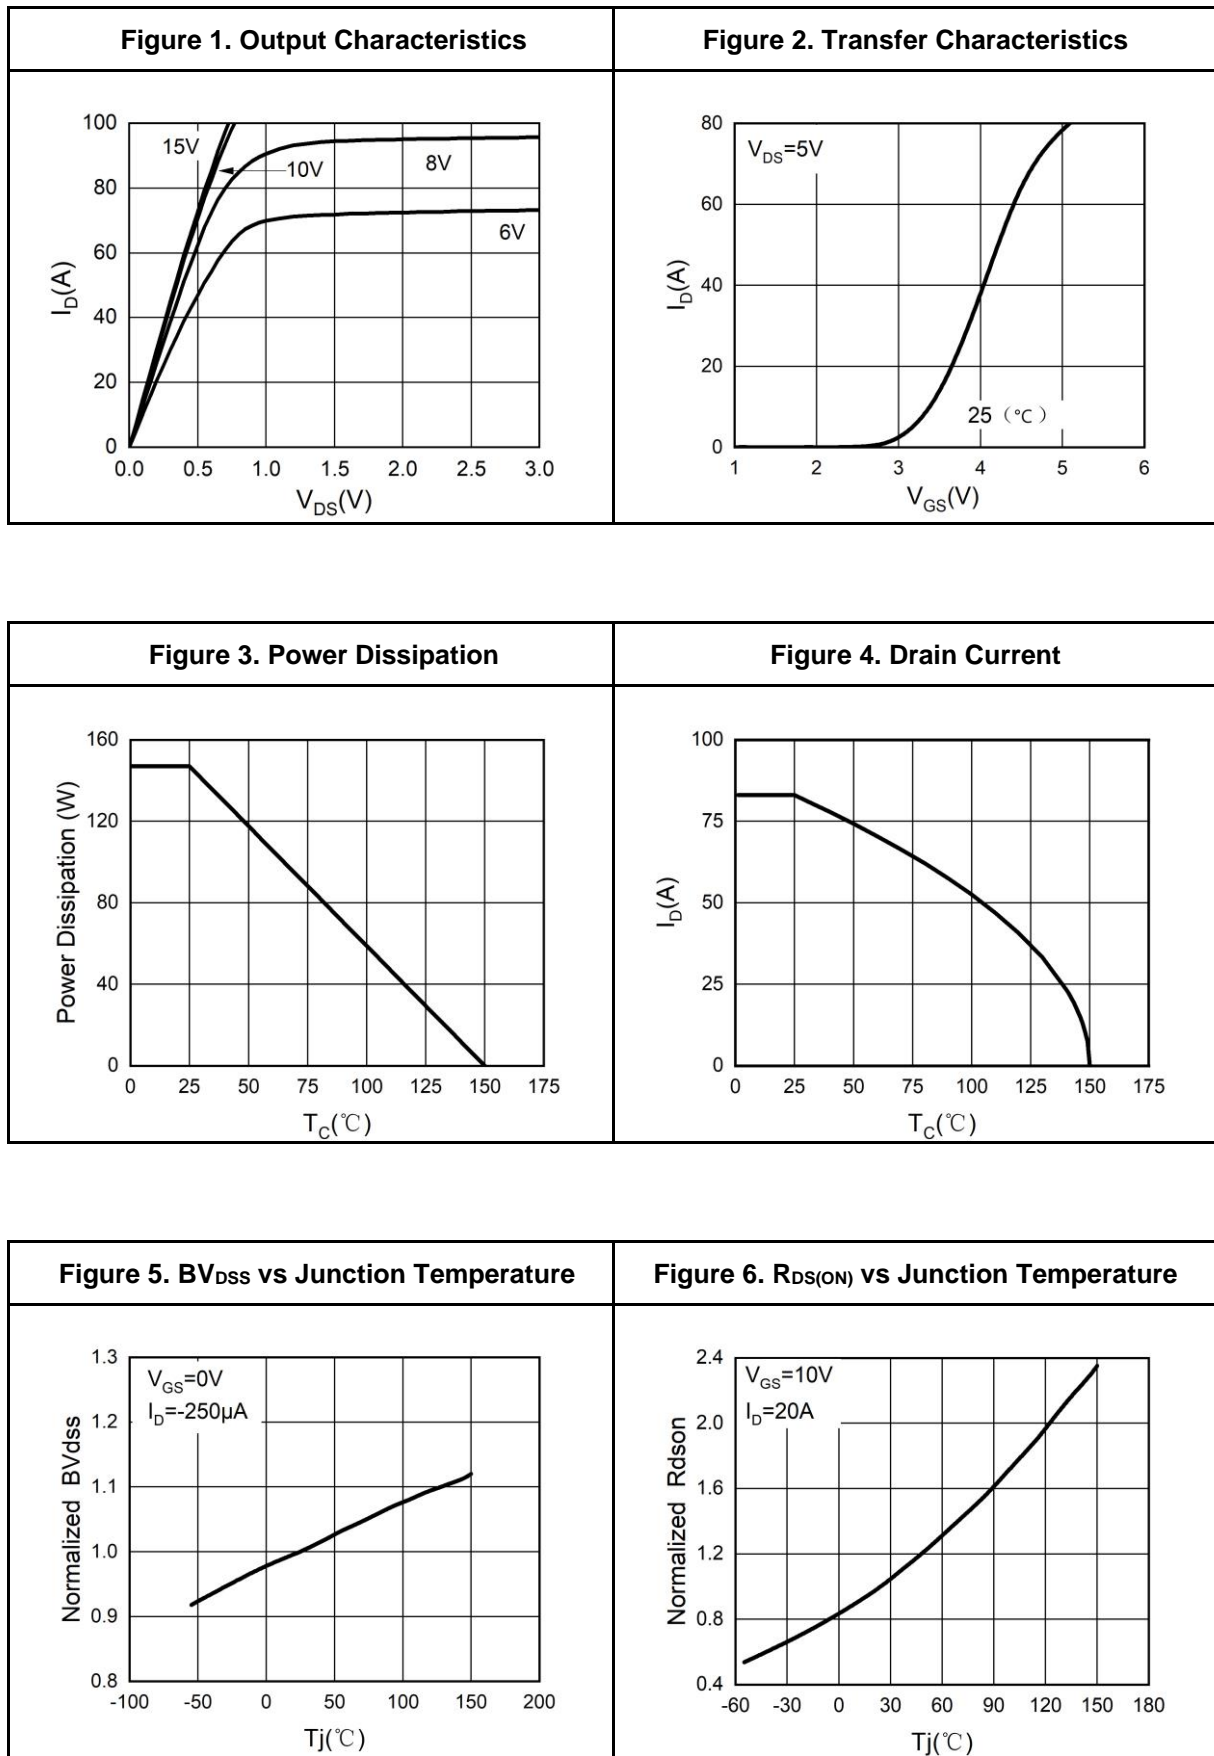 Figure 1. Output Characteristics
Figure 2. Transfer Characteristics
100
80
60
40
20
0
I_D(A)
15V
10V
8V
6V
0.0 0.5 1.0 1.5 2.0 2.5 3.0
V_DS(V)
80
60
40
20
0
I_D(A)
V_DS=5V
25（℃）
1 2 3 4 5 6
V_GS(V)
Figure 3. Power Dissipation
Figure 4. Drain Current
160
120
80
40
0
Power Dissipation (W)
0 25 50 75 100 125 150 175
T_C(℃)
100
75
50
25
0
I_D(A)
0 25 50 75 100 125 150 175
T_C(℃)
Figure 5. BV_DSS vs Junction Temperature
Figure 6. R_DS(ON) vs Junction Temperature
1.3
1.2
1.1
1.0
0.9
0.8
Normalized BVdss
V_GS=0V
I_D=-250μA
-100 -50 0 50 100 150 200
Tj(℃)
2.4
2.0
1.6
1.2
0.8
0.4
Normalized Rdson
V_GS=10V
I_D=20A
-60 -30 0 30 60 90 120 150 180
Tj(℃)